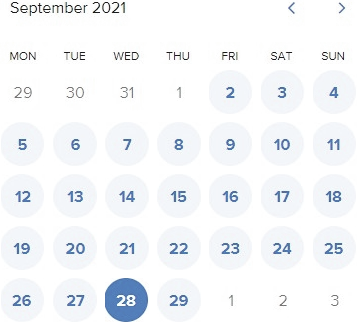 September 2021
MON TUE WED THU FRI SAT SUN
29 30 31 1 2 3 4
5 6 7 8 9 10 11
12 13 14 15 16 17 18
19 20 21 22 23 24 25
26 27 28 29 1 2 3